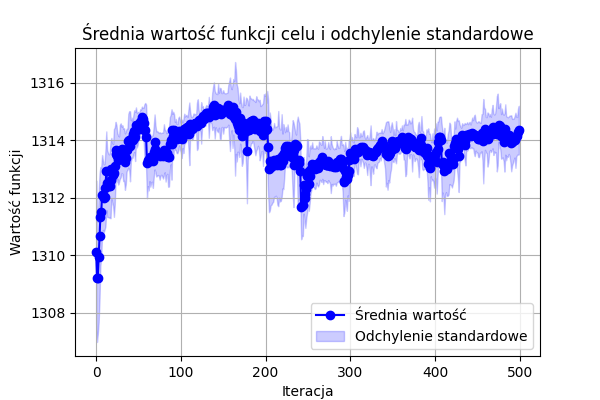 Średnia wartość funkcji celu i odchylenie standardowe
Wartość funkcji
1316
1314
1312
1310
1308
0 100 200 300 400 500
Iteracja
Średnia wartość
Odchylenie standardowe